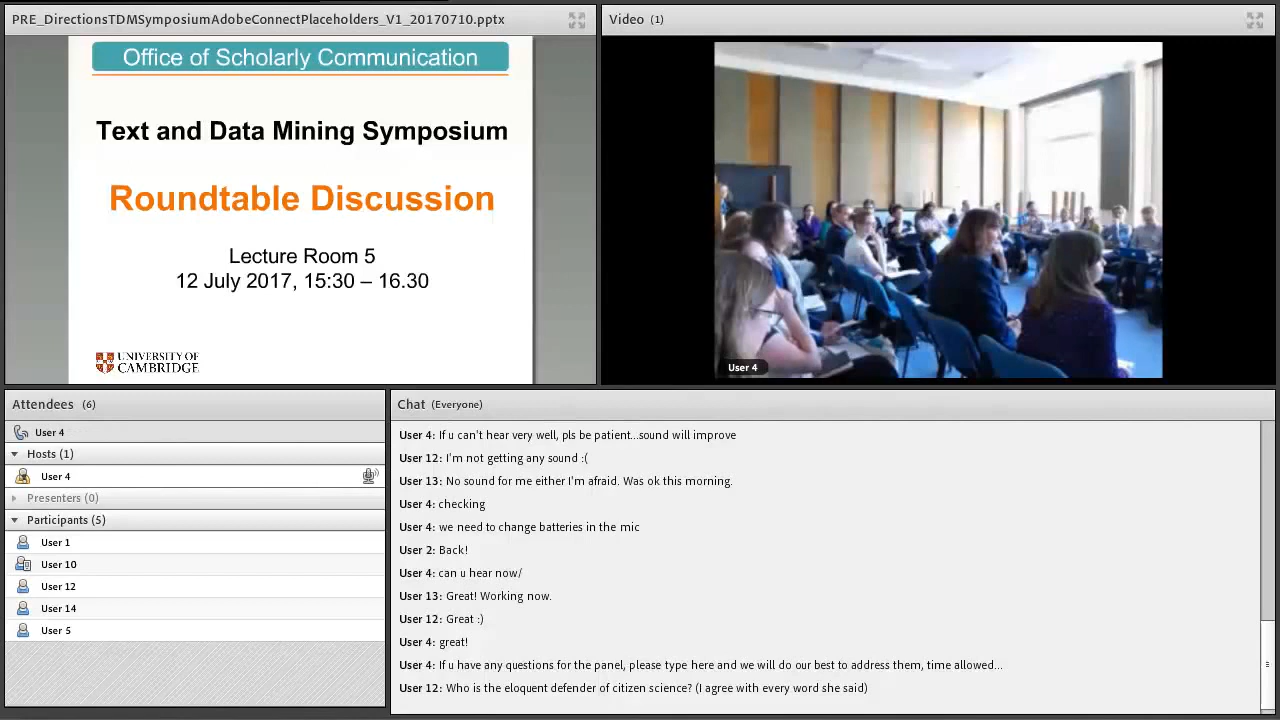 PRE_DirectionsTDMSymposiumAdobeConnectPlaceholders_V1_20170710.pptx
Office of Scholarly Communication
Text and Data Mining Symposium
Roundtable Discussion
Lecture Room 5
12 July 2017, 15:30 – 16.30
UNIVERSITY OF
CAMBRIDGE
Video (1)
User 4
Attendees (6)
User 4
Hosts (1)
User 4
Presenters (0)
Participants (5)
User 1
User 10
User 12
User 14
User 5
Chat (Everyone)
User 4: If u can't hear very well, pls be patient...sound will improve
User 12: I'm not getting any sound :(
User 13: No sound for me either I'm afraid. Was ok this morning.
User 4: checking
User 4: we need to change batteries in the mic
User 2: Back!
User 4: can u hear now/
User 13: Great! Working now.
User 12: Great :)
User 4: great!
User 4: If u have any questions for the panel, please type here and we will do our best to address them, time allowed...
User 12: Who is the eloquent defender of citizen science? (I agree with every word she said)